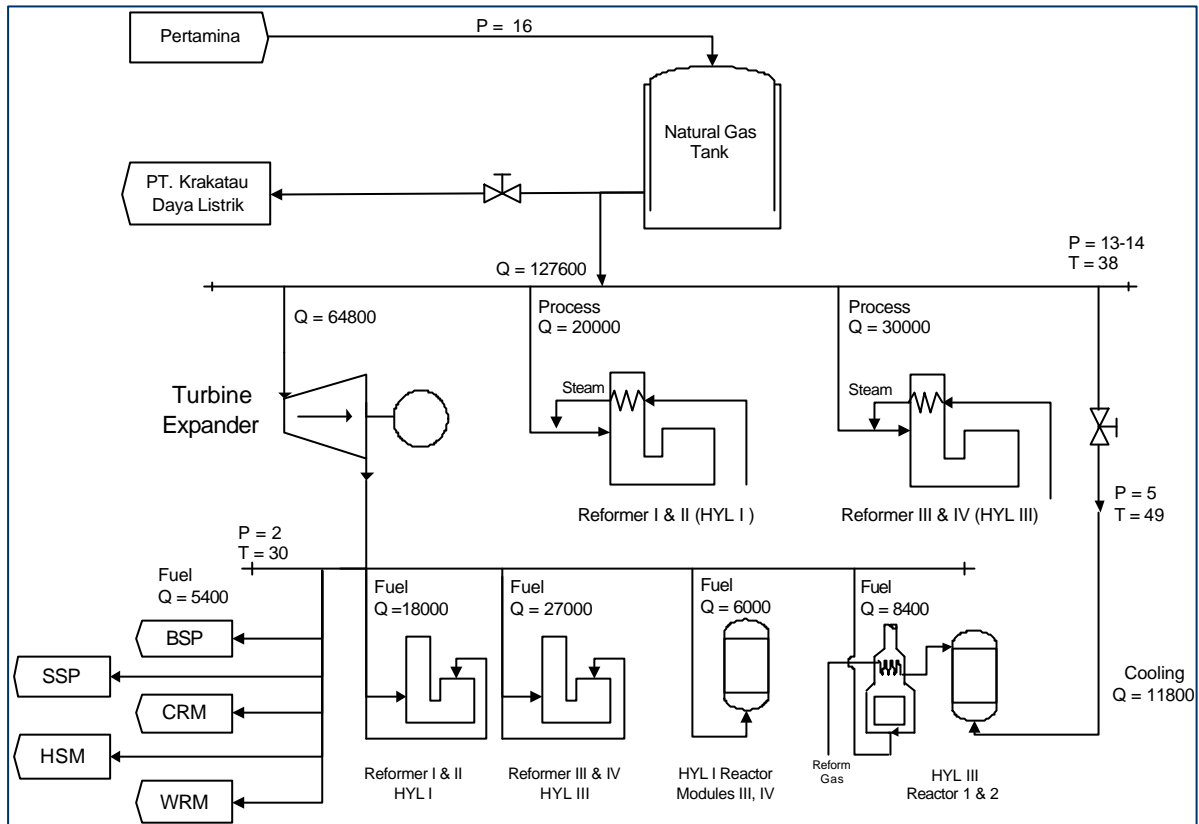 Pertamina
P = 16
Natural Gas
Tank
PT. Krakatau
Daya Listrik
P = 13-14
T = 38
Q = 127600
Q = 64800
Process
Q = 20000
Process
Q = 30000
Turbine
Expander
Steam
Steam
Reformer I & II (HYL I )
Reformer III & IV (HYL III)
P = 5
T = 49
P = 2
T = 30
Fuel
Q = 5400
Fuel
Q =18000
Fuel
Q = 27000
Fuel
Q = 6000
Fuel
Q = 8400
BSP
SSP
CRM
HSM
WRM
Cooling
Q = 11800
Reformer I & II
HYL I
Reformer III & IV
HYL III
HYL I Reactor
Modules III, IV
Reform
Gas
HYL III
Reactor 1 & 2